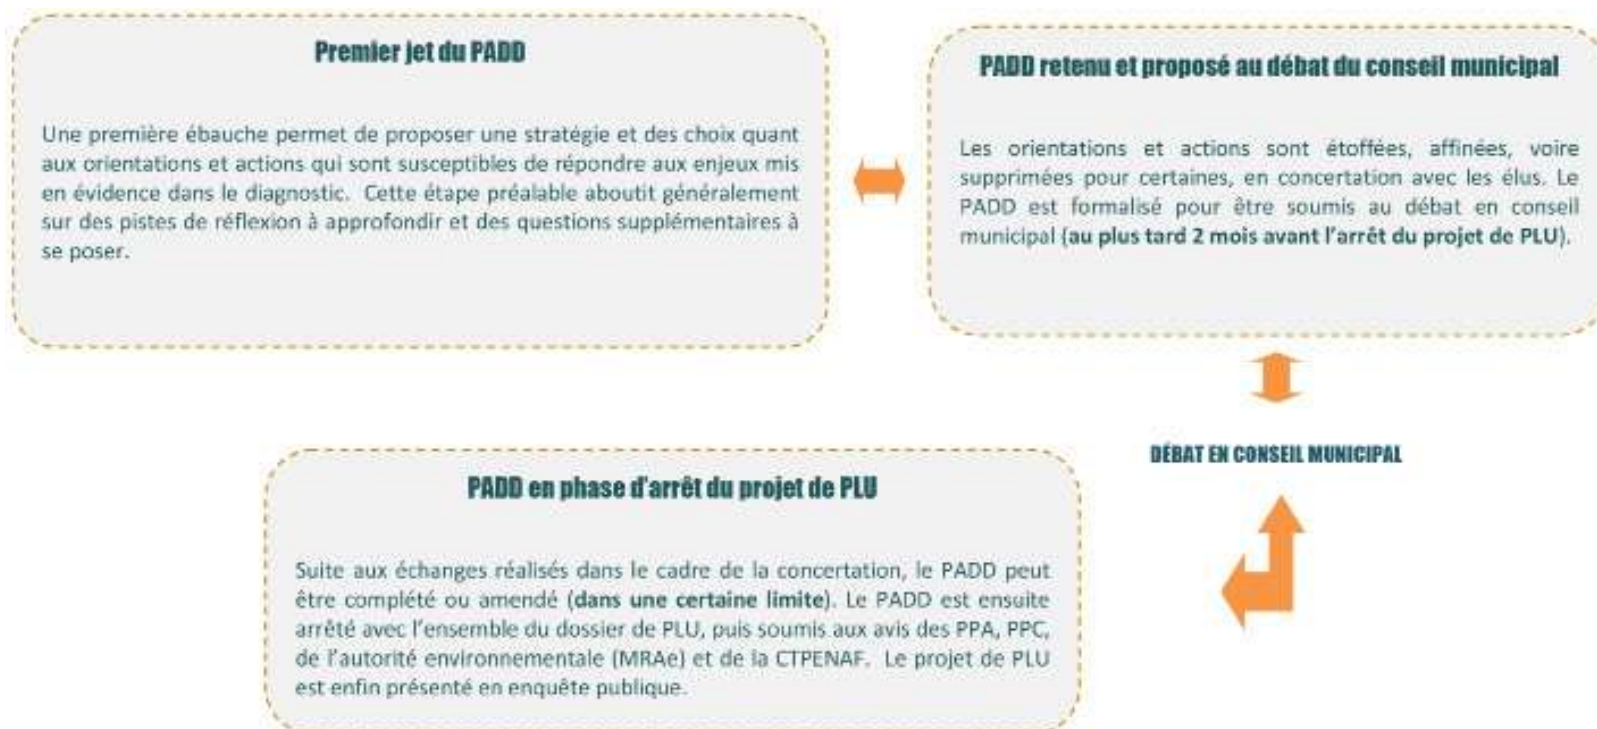 Premier jet du PADD
Une première ébauche permet de proposer une stratégie et des choix quant
aux orientations et actions qui sont susceptibles de répondre aux enjeux mis
en évidence dans le diagnostic. Cette étape préalable aboutit généralement
sur des pistes de réflexion à approfondir et des questions supplémentaires à
se poser.
PADD retenu et proposé au débat du conseil municipal
Les orientations et actions sont étoffées, affinées, voire
supprimées pour certaines, en concertation avec les élus. Le
PADD est formalisé pour être soumis au débat en conseil
municipal (au plus tard 2 mois avant l'arrêt du projet de PLU).
DÉBAT EN CONSEIL MUNICIPAL
PADD en phase d'arrêt du projet de PLU
Suite aux échanges réalisés dans le cadre de la concertation, le PADD peut
être complété ou amendé (dans une certaine limite). Le PADD est ensuite
arrêté avec l'ensemble du dossier de PLU, puis soumis aux avis des PPA, PPC,
de l'autorité environnementale (MRAe) et de la CTPENAF. Le projet de PLU
est enfin présenté en enquête publique.